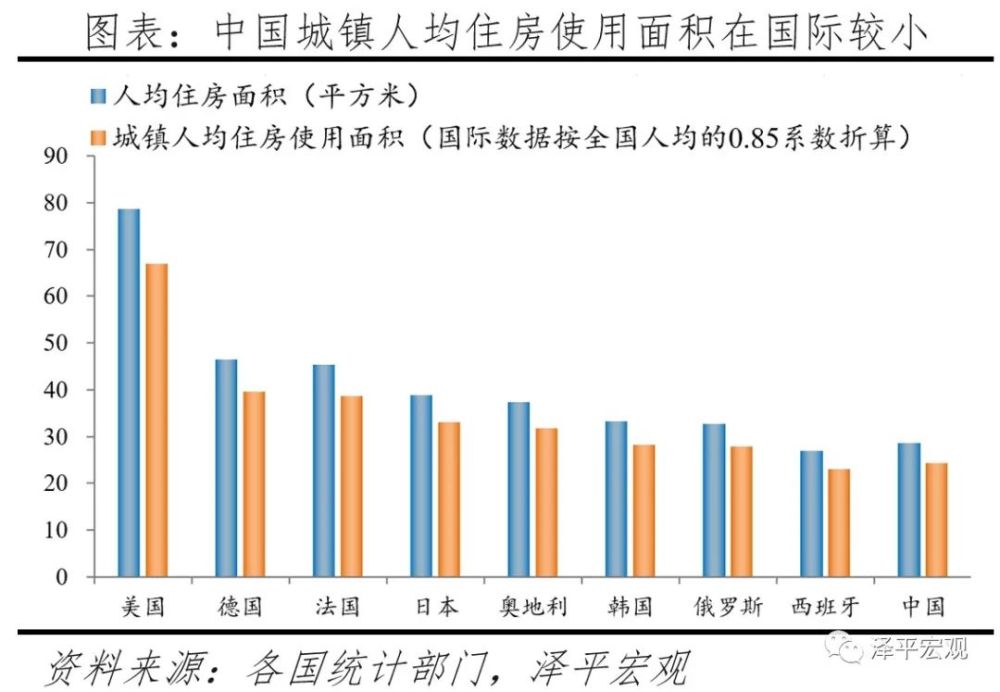 图表：中国城镇人均住房使用面积在国际较小
人均住房面积（平方米）
城镇人均住房使用面积（国际数据按全国人均的0.85系数折算）
90
80
70
60
50
40
30
20
10
0
美国 德国 法国 日本 奥地利 韩国 俄罗斯 西班牙 中国
泽平宏观
资料来源：各国统计部门，泽平宏观